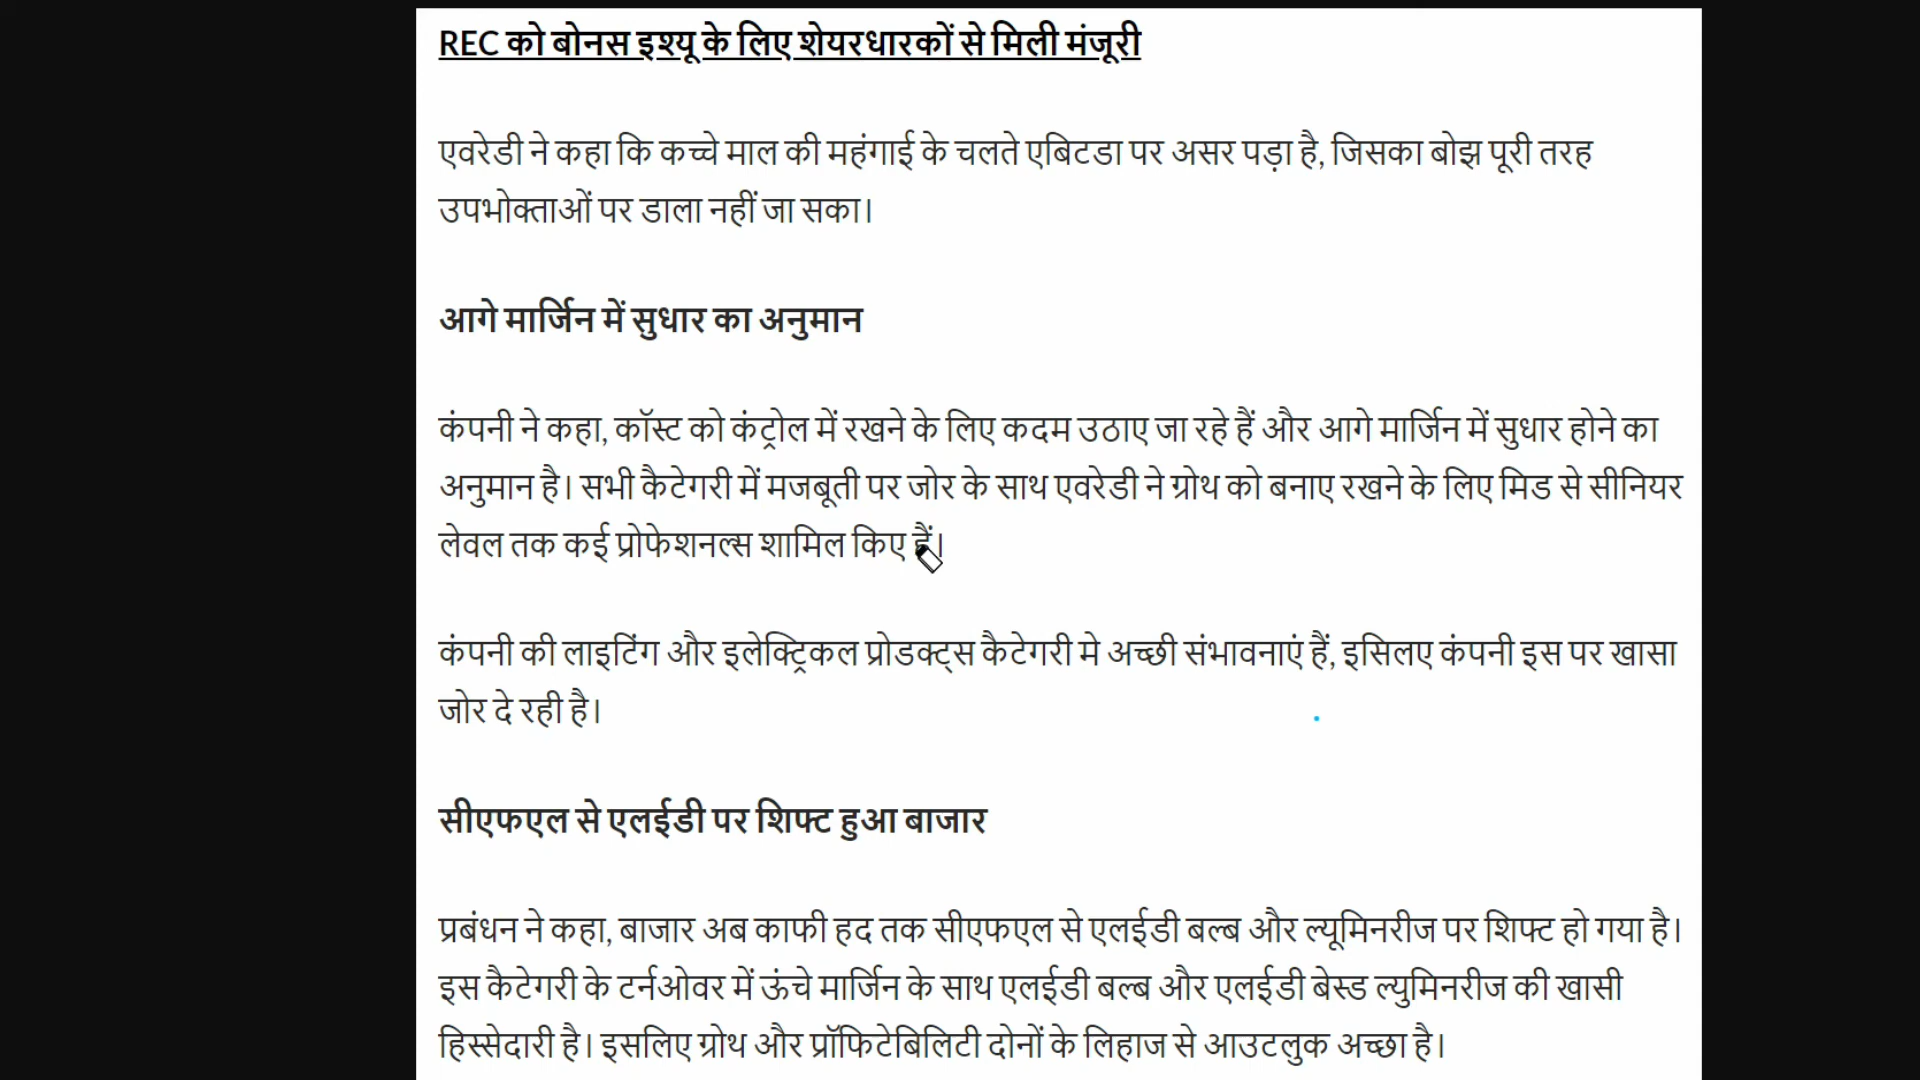 REC को बोनस इश्यू के लिए शेयरधारकों से मिली मंजूरी
एवरेडी ने कहा कि कच्चे माल की महंगाई के चलते एबिटडा पर असर पड़ा है, जिसका बोझ पूरी तरह
उपभोक्ताओं पर डाला नहीं जा सका।
आगे मार्जिन में सुधार का अनुमान
कंपनी ने कहा, कॉस्ट को कंट्रोल में रखने के लिए कदम उठाए जा रहे हैं और आगे मार्जिन में सुधार होने का
अनुमान है। सभी कैटेगरी में मजबूती पर जोर के साथ एवरेडी ने ग्रोथ को बनाए रखने के लिए मिड से सीनियर
लेवल तक कई प्रोफेशनल्स शामिल किए हैं।
कंपनी की लाइटिंग और इलेक्ट्रिकल प्रोडक्ट्स कैटेगरी मे अच्छी संभावनाएं हैं, इसिलए कंपनी इस पर खासा
जोर दे रही है।
सीएफएल से एलईडी पर शिफ्ट हुआ बाजार
प्रबंधन ने कहा, बाजार अब काफी हद तक सीएफएल से एलईडी बल्ब और ल्यूमिनरीज पर शिफ्ट हो गया है।
इस कैटेगरी के टर्नओवर में ऊंचे मार्जिन के साथ एलईडी बल्ब और एलईडी बेस्ड ल्युमिनरीज की खासी
हिस्सेदारी है। इसलिए ग्रोथ और प्रॉफिटेबिलिटी दोनों के लिहाज से आउटलुक अच्छा है।